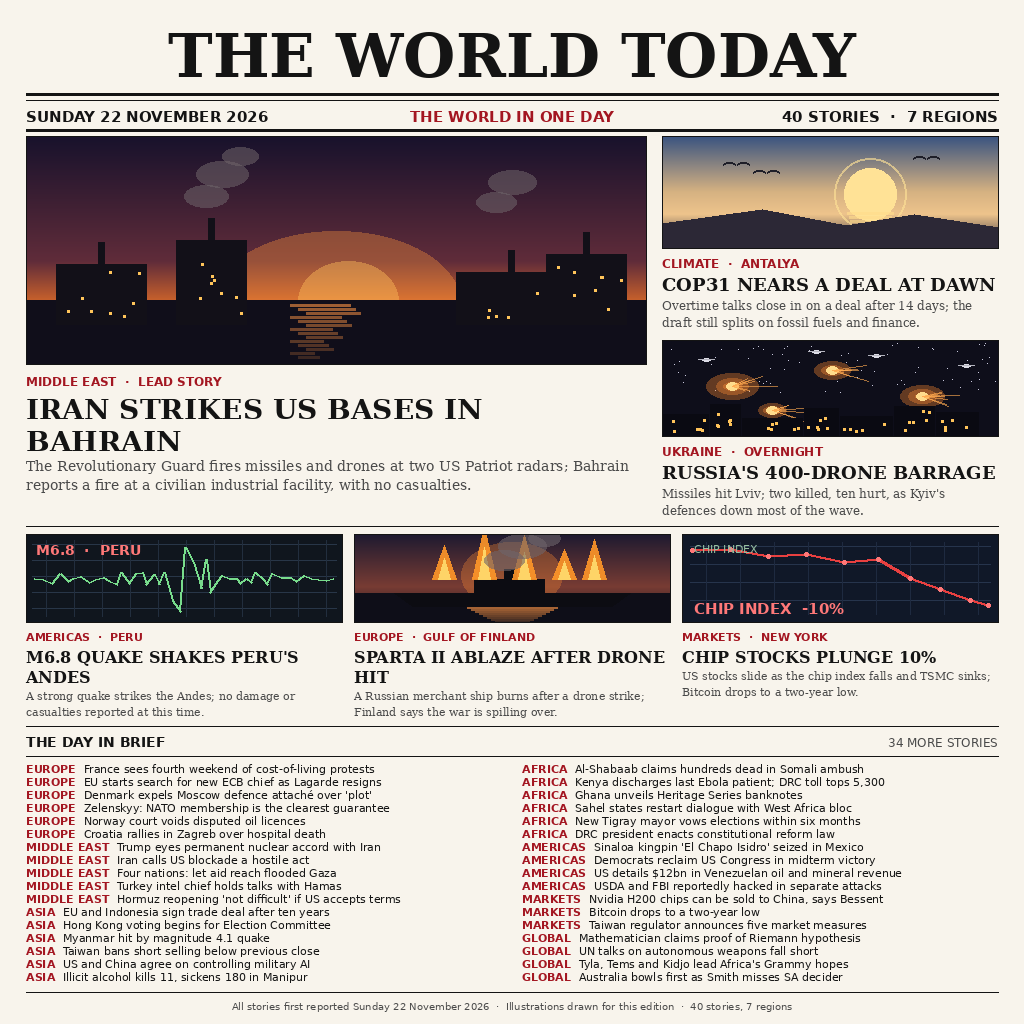 THE WORLD TODAY
SUNDAY 22 NOVEMBER 2026
THE WORLD IN ONE DAY
40 STORIES · 7 REGIONS
MIDDLE EAST · LEAD STORY
IRAN STRIKES US BASES IN
BAHRAIN
The Revolutionary Guard fires missiles and drones at two US Patriot radars; Bahrain
reports a fire at a civilian industrial facility, with no casualties.
CLIMATE · ANTALYA
COP31 NEARS A DEAL AT DAWN
Overtime talks close in on a deal after 14 days; the
draft still splits on fossil fuels and finance.
UKRAINE · OVERNIGHT
RUSSIA'S 400-DRONE BARRAGE
Missiles hit Lviv; two killed, ten hurt, as Kyiv's
defences down most of the wave.
M6.8 · PERU
AMERICAS · PERU
M6.8 QUAKE SHAKES PERU'S
ANDES
A strong quake strikes the Andes; no damage or
casualties reported at this time.
EUROPE · GULF OF FINLAND
SPARTA II ABLAZE AFTER DRONE
HIT
A Russian merchant ship burns after a drone strike;
Finland says the war is spilling over.
CHIP INDEX
CHIP INDEX -10%
MARKETS · NEW YORK
CHIP STOCKS PLUNGE 10%
US stocks slide as the chip index falls and TSMC sinks;
Bitcoin drops to a two-year low.
THE DAY IN BRIEF
34 MORE STORIES
EUROPE France sees fourth weekend of cost-of-living protests
EUROPE EU starts search for new ECB chief as Lagarde resigns
EUROPE Denmark expels Moscow defence attaché over 'plot'
EUROPE Zelenskyy: NATO membership is the clearest guarantee
EUROPE Norway court voids disputed oil licences
EUROPE Croatia rallies in Zagreb over hospital death
MIDDLE EAST Trump eyes permanent nuclear accord with Iran
MIDDLE EAST Iran calls US blockade a hostile act
MIDDLE EAST Four nations: let aid reach flooded Gaza
MIDDLE EAST Turkey intel chief holds talks with Hamas
MIDDLE EAST Hormuz reopening 'not difficult' if US accepts terms
ASIA EU and Indonesia sign trade deal after ten years
ASIA Hong Kong voting begins for Election Committee
ASIA Myanmar hit by magnitude 4.1 quake
ASIA Taiwan bans short selling below previous close
ASIA US and China agree on controlling military AI
ASIA Illicit alcohol kills 11, sickens 180 in Manipur
AFRICA Al-Shabaab claims hundreds dead in Somali ambush
AFRICA Kenya discharges last Ebola patient; DRC toll tops 5,300
AFRICA Ghana unveils Heritage Series banknotes
AFRICA Sahel states restart dialogue with West Africa bloc
AFRICA New Tigray mayor vows elections within six months
AFRICA DRC president enacts constitutional reform law
AMERICAS Sinaloa kingpin 'El Chapo Isidro' seized in Mexico
AMERICAS Democrats reclaim US Congress in midterm victory
AMERICAS US details $12bn in Venezuelan oil and mineral revenue
AMERICAS USDA and FBI reportedly hacked in separate attacks
MARKETS Nvidia H200 chips can be sold to China, says Bessent
MARKETS Bitcoin drops to a two-year low
MARKETS Taiwan regulator announces five market measures
GLOBAL Mathematician claims proof of Riemann hypothesis
GLOBAL UN talks on autonomous weapons fall short
GLOBAL Tyla, Tems and Kidjo lead Africa's Grammy hopes
GLOBAL Australia bowls first as Smith misses SA decider
All stories first reported Sunday 22 November 2026 · Illustrations drawn for this edition · 40 stories, 7 regions